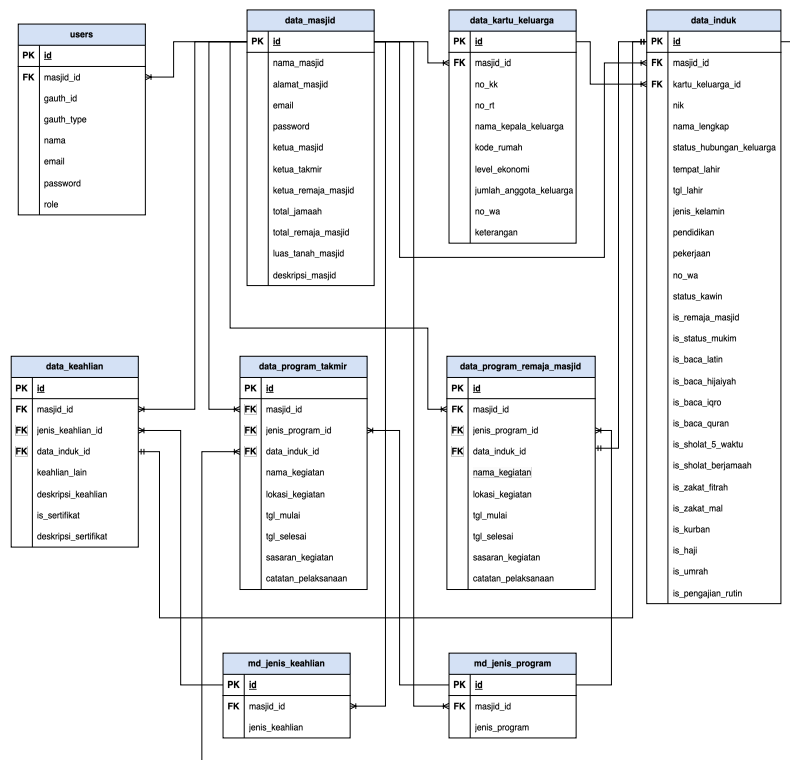 users
PK id
FK masjid_id
gauth_id
gauth_type
nama
email
password
role
data_masjid
PK id
nama_masjid
alamat_masjid
email
password
ketua_masjid
ketua_takmir
ketua_remaja_masjid
total_jamaah
total_remaja_masjid
luas_tanah_masjid
deskripsi_masjid
data_kartu_keluarga
PK id
FK masjid_id
no_kk
no_rt
nama_kepala_keluarga
kode_rumah
level_ekonomi
jumlah_anggota_keluarga
no_wa
keterangan
data_induk
PK id
FK masjid_id
FK kartu_keluarga_id
nik
nama_lengkap
status_hubungan_keluarga
tempat_lahir
tgl_lahir
jenis_kelamin
pendidikan
pekerjaan
no_wa
status_kawin
is_remaja_masjid
is_status_mukim
is_baca_latin
is_baca_hijaiyah
is_baca_iqro
is_baca_quran
is_sholat_5_waktu
is_sholat_berjamaah
is_zakat_fitrah
is_zakat_mal
is_kurban
is_haji
is_umrah
is_pengajian_rutin
data_keahlian
PK id
FK masjid_id
FK jenis_keahlian_id
FK data_induk_id
keahlian_lain
deskripsi_keahlian
is_sertifikat
deskripsi_sertifikat
data_program_takmir
PK id
FK masjid_id
FK jenis_program_id
FK data_induk_id
nama_kegiatan
lokasi_kegiatan
tgl_mulai
tgl_selesai
sasaran_kegiatan
catatan_pelaksanaan
data_program_remaja_masjid
PK id
FK masjid_id
FK jenis_program_id
FK data_induk_id
nama_kegiatan
lokasi_kegiatan
tgl_mulai
tgl_selesai
sasaran_kegiatan
catatan_pelaksanaan
md_jenis_keahlian
PK id
FK masjid_id
jenis_keahlian
md_jenis_program
PK id
FK masjid_id
jenis_program